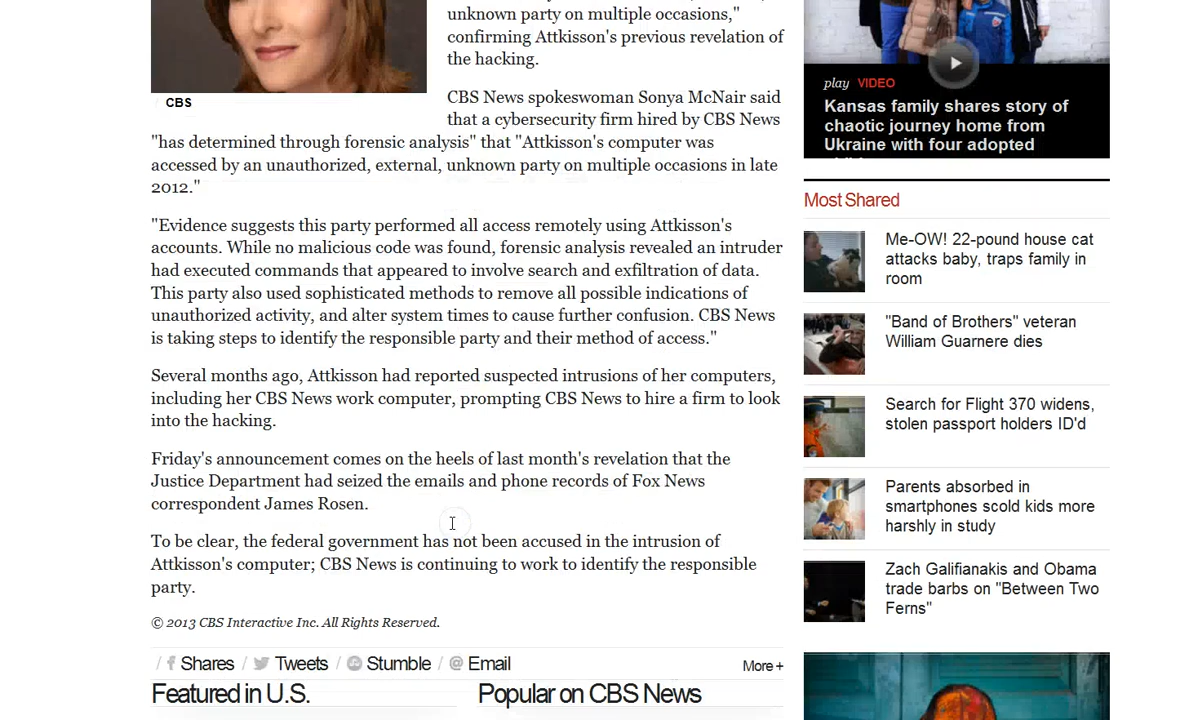 unknown party on multiple occasions,"
confirming Attkisson's previous revelation of
the hacking.
CBS
CBS News spokeswoman Sonya McNair said
that a cybersecurity firm hired by CBS News
"has determined through forensic analysis" that "Attkisson's computer was
accessed by an unauthorized, external, unknown party on multiple occasions in late
2012."
"Evidence suggests this party performed all access remotely using Attkisson's
accounts. While no malicious code was found, forensic analysis revealed an intruder
had executed commands that appeared to involve search and exfiltration of data.
This party also used sophisticated methods to remove all possible indications of
unauthorized activity, and alter system times to cause further confusion. CBS News
is taking steps to identify the responsible party and their method of access."
Several months ago, Attkisson had reported suspected intrusions of her computers,
including her CBS News work computer, prompting CBS News to hire a firm to look
into the hacking.
Friday's announcement comes on the heels of last month's revelation that the
Justice Department had seized the emails and phone records of Fox News
correspondent James Rosen.
To be clear, the federal government has not been accused in the intrusion of
Attkisson's computer; CBS News is continuing to work to identify the responsible
party.
© 2013 CBS Interactive Inc. All Rights Reserved.
/ Shares / Tweets / Stumble / @ Email
More +
Featured in U.S.
Popular on CBS News
play VIDEO
Kansas family shares story of
chaotic journey home from
Ukraine with four adopted
Most Shared
Me-OW! 22-pound house cat
attacks baby, traps family in
room
"Band of Brothers" veteran
William Guarnere dies
Search for Flight 370 widens,
stolen passport holders ID'd
Parents absorbed in
smartphones scold kids more
harshly in study
Zach Galifianakis and Obama
trade barbs on "Between Two
Ferns"